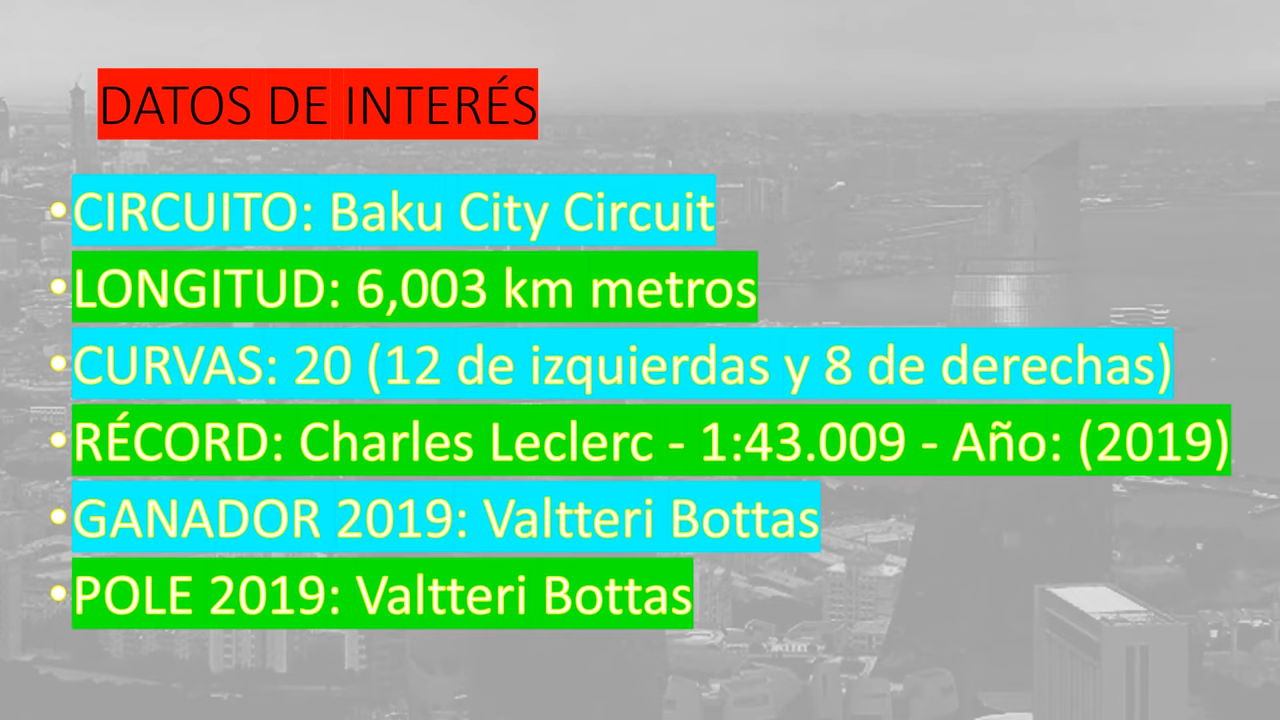 DATOS DE INTERÉS
•CIRCUITO: Baku City Circuit
•LONGITUD: 6,003 km metros
•CURVAS: 20 (12 de izquierdas y 8 de derechas)
•RÉCORD: Charles Leclerc - 1:43.009 - Año: (2019)
•GANADOR 2019: Valtteri Bottas
•POLE 2019: Valtteri Bottas